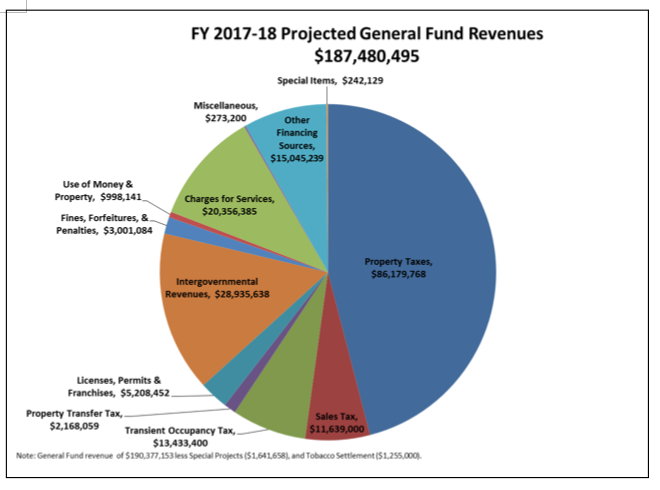 FY 2017-18 Projected General Fund Revenues
$187,480,495
Special Items, $242,129
Miscellaneous,
$273,200
Other
Financing
Sources,
$15,045,239
Use of Money &
Property, $998,141
Charges for Services,
$20,356,385
Fines, Forfeitures, &
Penalties, $3,001,084
Property Taxes,
$86,179,768
Intergovernmental
Revenues, $28,935,638
Licenses, Permits &
Franchises, $5,208,452
Property Transfer Tax,
$2,168,059
Transient Occupancy Tax,
$13,433,400
Sales Tax,
$11,639,000
Note: General Fund revenue of $190,377,153 less Special Projects ($1,641,658), and Tobacco Settlement ($1,255,000).